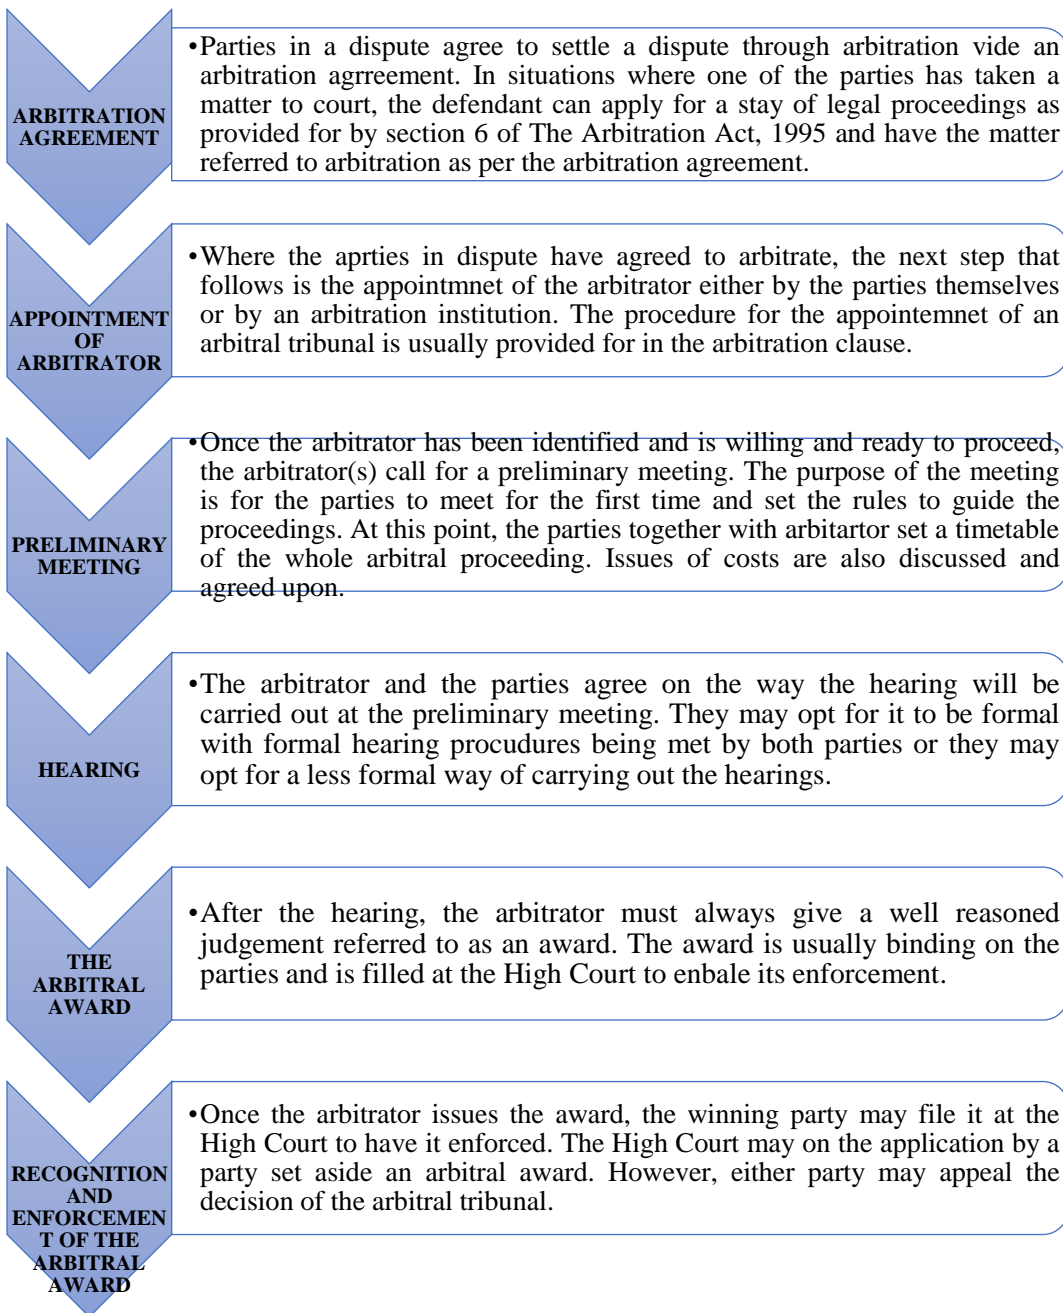 ARBITRATION
AGREEMENT
•Parties in a dispute agree to settle a dispute through arbitration vide an
arbitration agrreement. In situations where one of the parties has taken a
matter to court, the defendant can apply for a stay of legal proceedings as
provided for by section 6 of The Arbitration Act, 1995 and have the matter
referred to arbitration as per the arbitration agreement.
APPOINTMENT
OF
ARBITRATOR
•Where the aprties in dispute have agreed to arbitrate, the next step that
follows is the appointmnet of the arbitrator either by the parties themselves
or by an arbitration institution. The procedure for the appointemnet of an
arbitral tribunal is usually provided for in the arbitration clause.
PRELIMINARY
MEETING
•Once the arbitrator has been identified and is willing and ready to proceed,
the arbitrator(s) call for a preliminary meeting. The purpose of the meeting
is for the parties to meet for the first time and set the rules to guide the
proceedings. At this point, the parties together with arbitartor set a timetable
of the whole arbitral proceeding. Issues of costs are also discussed and
agreed upon.
HEARING
•The arbitrator and the parties agree on the way the hearing will be
carried out at the preliminary meeting. They may opt for it to be formal
with formal hearing procudures being met by both parties or they may
opt for a less formal way of carrying out the hearings.
THE
ARBITRAL
AWARD
•After the hearing, the arbitrator must always give a well reasoned
judgement referred to as an award. The award is usually binding on the
parties and is filled at the High Court to enbale its enforcement.
RECOGNITION
AND
ENFORCEMEN
T OF THE
ARBITRAL
AWARD
•Once the arbitrator issues the award, the winning party may file it at the
High Court to have it enforced. The High Court may on the application by a
party set aside an arbitral award. However, either party may appeal the
decision of the arbitral tribunal.